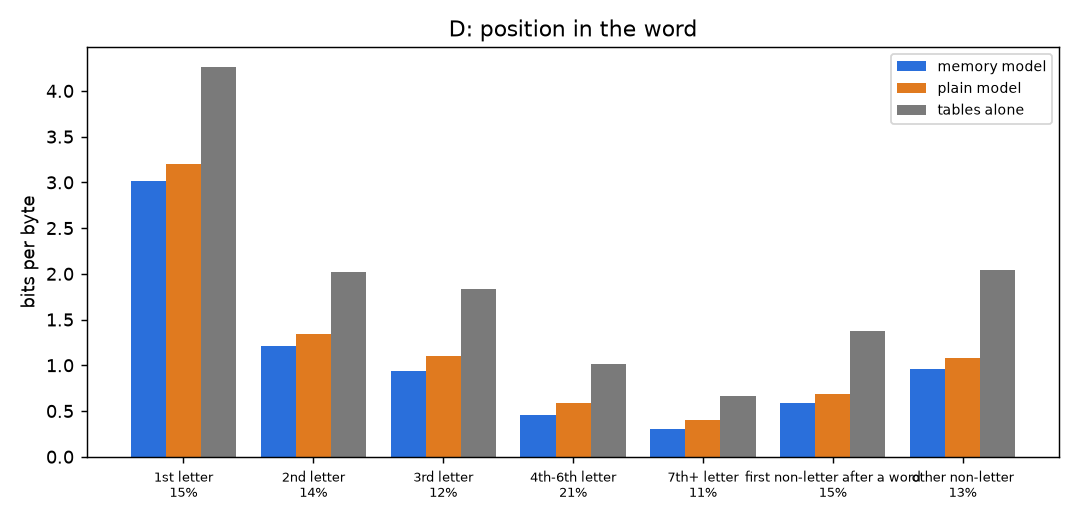 D: position in the word
memory model
plain model
tables alone
bits per byte
4.0
3.5
3.0
2.5
2.0
1.5
1.0
0.5
0.0
1st letter
15%
2nd letter
14%
3rd letter
12%
4th-6th letter
21%
7th+ letter
11%
first non-letter after a word
15%
other non-letter
13%